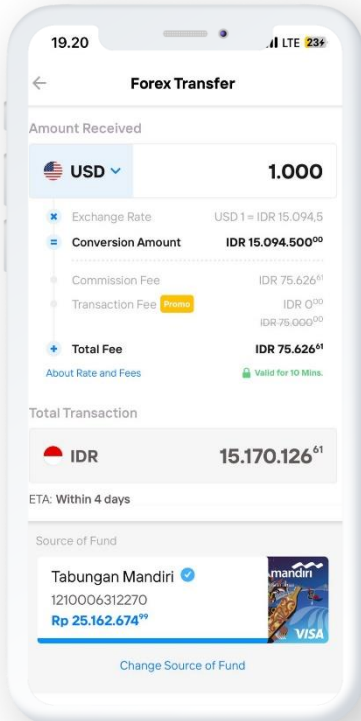 19.20 LTE 23
Forex Transfer
Amount Received
USD 1.000
Exchange Rate USD 1 = IDR 15.094,5
Conversion Amount IDR 15.094.500⁰⁰
Commission Fee IDR 75.626⁶¹
Transaction Fee Promo IDR 0⁰⁰
IDR 75.000⁰⁰
Total Fee IDR 75.626⁶¹
About Rate and Fees Valid for 10 Mins.
Total Transaction
IDR 15.170.126⁶¹
ETA: Within 4 days
Source of Fund
Tabungan Mandiri mandiri
1210006312270
Rp 25.162.674⁹⁹ VISA
Change Source of Fund